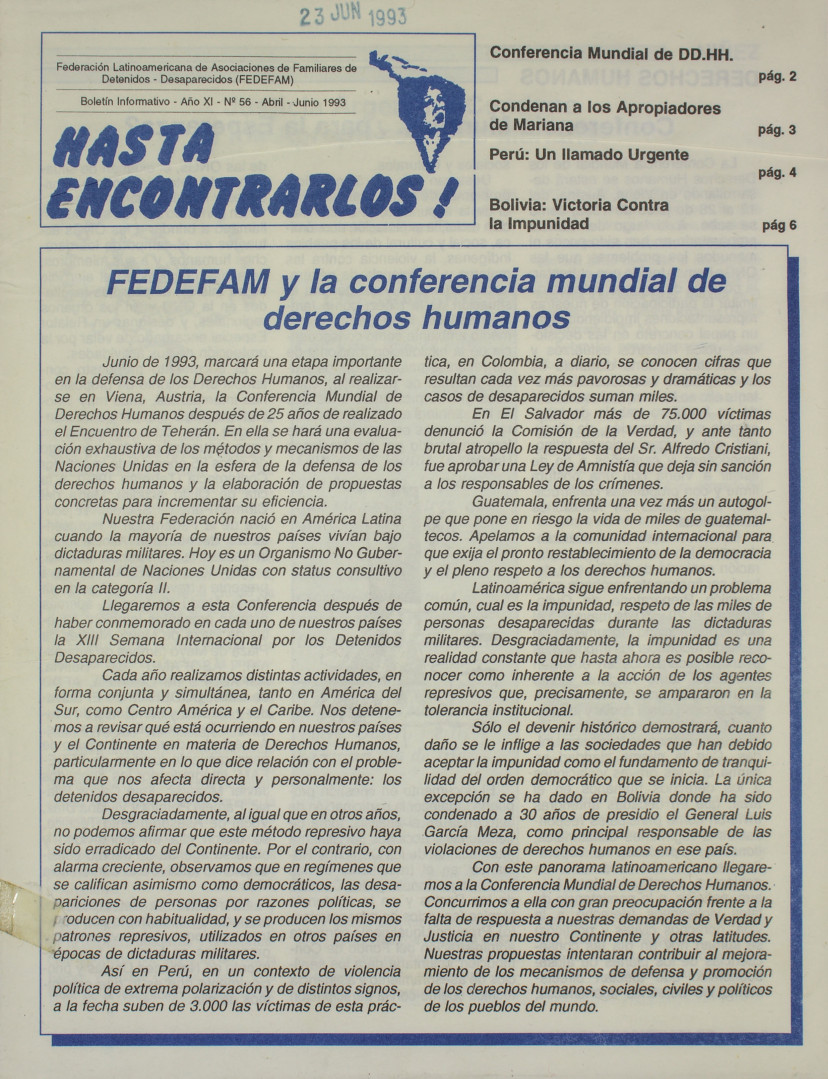 23 JUN 1993
Federación Latinoamericana de Asociaciones de Familiares de
Detenidos - Desaparecidos (FEDEFAM)
Boletín Informativo - Año XI - Nº 56 - Abril - Junio 1993
HASTA
ENCONTRARLOS!
Conferencia Mundial de DD.HH.
pág. 2
Condenan a los Apropiadores
de Mariana
pág. 3
Perú: Un llamado Urgente
pág. 4
Bolivia: Victoria Contra
la Impunidad
pág 6
FEDEFAM y la conferencia mundial de
derechos humanos
Junio de 1993, marcará una etapa importante
en la defensa de los Derechos Humanos, al realizar-
se en Viena, Austria, la Conferencia Mundial de
Derechos Humanos después de 25 años de realizado
el Encuentro de Teherán. En ella se hará una evalua-
ción exhaustiva de los métodos y mecanismos de las
Naciones Unidas en la esfera de la defensa de los
derechos humanos y la elaboración de propuestas
concretas para incrementar su eficiencia.
Nuestra Federación nació en América Latina
cuando la mayoría de nuestros países vivían bajo
dictaduras militares. Hoy es un Organismo No Guber-
namental de Naciones Unidas con status consultivo
en la categoría II.
Llegaremos a esta Conferencia después de
haber conmemorado en cada uno de nuestros países
la XIII Semana Internacional por los Detenidos
Desaparecidos.
Cada año realizamos distintas actividades, en
forma conjunta y simultánea, tanto en América del
Sur, como Centro América y el Caribe. Nos detene-
mos a revisar qué está ocurriendo en nuestros países
y el Continente en materia de Derechos Humanos,
particularmente en lo que dice relación con el proble-
ma que nos afecta directa y personalmente: los
detenidos desaparecidos.
Desgraciadamente, al igual que en otros años,
no podemos afirmar que este método represivo haya
sido erradicado del Continente. Por el contrario, con
alarma creciente, observamos que en regímenes que
se califican asimismo como democráticos, las desa-
pariciones de personas por razones políticas, se
producen con habitualidad, y se producen los mismos
patrones represivos, utilizados en otros países en
épocas de dictaduras militares.
Así en Perú, en un contexto de violencia
política de extrema polarización y de distintos signos,
a la fecha suben de 3.000 las víctimas de esta prác-
tica, en Colombia, a diario, se conocen cifras que
resultan cada vez más pavorosas y dramáticas y los
casos de desaparecidos suman miles.
En El Salvador más de 75.000 víctimas
denunció la Comisión de la Verdad, y ante tanto
brutal atropello la respuesta del Sr. Alfredo Cristiani,
fue aprobar una Ley de Amnistía que deja sin sanción
a los responsables de los crímenes.
Guatemala, enfrenta una vez más un autogol-
pe que pone en riesgo la vida de miles de guatemal-
tecos. Apelamos a la comunidad internacional para
que exija el pronto restablecimiento de la democracia
y el pleno respeto a los derechos humanos.
Latinoamérica sigue enfrentando un problema
común, cual es la impunidad, respeto de las miles de
personas desaparecidas durante las dictaduras
militares. Desgraciadamente, la impunidad es una
realidad constante que hasta ahora es posible reco-
nocer como inherente a la acción de los agentes
represivos que, precisamente, se ampararon en la
tolerancia institucional.
Sólo el devenir histórico demostrará, cuanto
daño se le inflige a las sociedades que han debido
aceptar la impunidad como el fundamento de tranqui-
lidad del orden democrático que se inicia. La única
excepción se ha dado en Bolivia donde ha sido
condenado a 30 años de presidio el General Luis
García Meza, como principal responsable de las
violaciones de derechos humanos en ese país.
Con este panorama latinoamericano llegare-
mos a la Conferencia Mundial de Derechos Humanos.
Concurrimos a ella con gran preocupación frente a la
falta de respuesta a nuestras demandas de Verdad y
Justicia en nuestro Continente y otras latitudes.
Nuestras propuestas intentaran contribuir al mejora-
miento de los mecanismos de defensa y promoción
de los derechos humanos, sociales, civiles y políticos
de los pueblos del mundo.